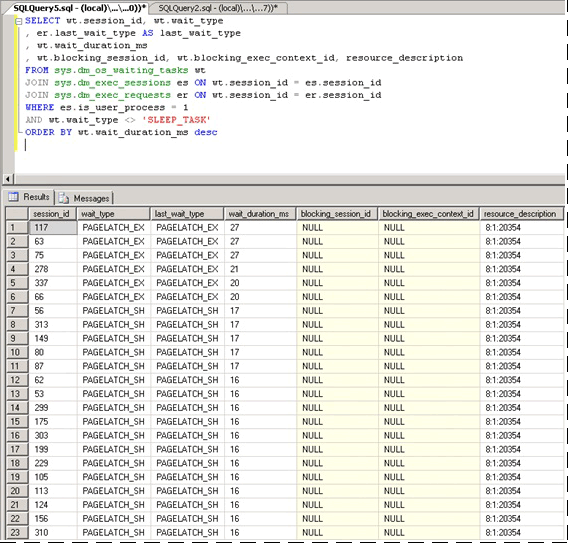 SQLQuery5.sql - (local)\...\...0))* SQLQuery2.sql - (local)\...\...7))*
SELECT wt.session_id, wt.wait_type
, er.last_wait_type AS last_wait_type
, wt.wait_duration_ms
, wt.blocking_session_id, wt.blocking_exec_context_id, resource_description
FROM sys.dm_os_waiting_tasks wt
JOIN sys.dm_exec_sessions es ON wt.session_id = es.session_id
JOIN sys.dm_exec_requests er ON wt.session_id = er.session_id
WHERE es.is_user_process = 1
AND wt.wait_type <> 'SLEEP_TASK'
ORDER BY wt.wait_duration_ms desc
Results Messages
session_id wait_type last_wait_type wait_duration_ms blocking_session_id blocking_exec_context_id resource_description
1 117 PAGELATCH_EX PAGELATCH_EX 27 NULL NULL 8:1:20354
2 63 PAGELATCH_EX PAGELATCH_EX 27 NULL NULL 8:1:20354
3 75 PAGELATCH_EX PAGELATCH_EX 27 NULL NULL 8:1:20354
4 278 PAGELATCH_EX PAGELATCH_EX 21 NULL NULL 8:1:20354
5 337 PAGELATCH_EX PAGELATCH_EX 20 NULL NULL 8:1:20354
6 66 PAGELATCH_EX PAGELATCH_EX 20 NULL NULL 8:1:20354
7 56 PAGELATCH_SH PAGELATCH_SH 17 NULL NULL 8:1:20354
8 313 PAGELATCH_SH PAGELATCH_SH 17 NULL NULL 8:1:20354
9 149 PAGELATCH_SH PAGELATCH_SH 17 NULL NULL 8:1:20354
10 80 PAGELATCH_SH PAGELATCH_SH 17 NULL NULL 8:1:20354
11 87 PAGELATCH_SH PAGELATCH_SH 17 NULL NULL 8:1:20354
12 62 PAGELATCH_SH PAGELATCH_SH 16 NULL NULL 8:1:20354
13 53 PAGELATCH_SH PAGELATCH_SH 16 NULL NULL 8:1:20354
14 299 PAGELATCH_SH PAGELATCH_SH 16 NULL NULL 8:1:20354
15 175 PAGELATCH_SH PAGELATCH_SH 16 NULL NULL 8:1:20354
16 303 PAGELATCH_SH PAGELATCH_SH 16 NULL NULL 8:1:20354
17 199 PAGELATCH_SH PAGELATCH_SH 16 NULL NULL 8:1:20354
18 229 PAGELATCH_SH PAGELATCH_SH 16 NULL NULL 8:1:20354
19 105 PAGELATCH_SH PAGELATCH_SH 16 NULL NULL 8:1:20354
20 113 PAGELATCH_SH PAGELATCH_SH 16 NULL NULL 8:1:20354
21 124 PAGELATCH_SH PAGELATCH_SH 16 NULL NULL 8:1:20354
22 156 PAGELATCH_SH PAGELATCH_SH 16 NULL NULL 8:1:20354
23 310 PAGELATCH_SH PAGELATCH_SH 16 NULL NULL 8:1:20354